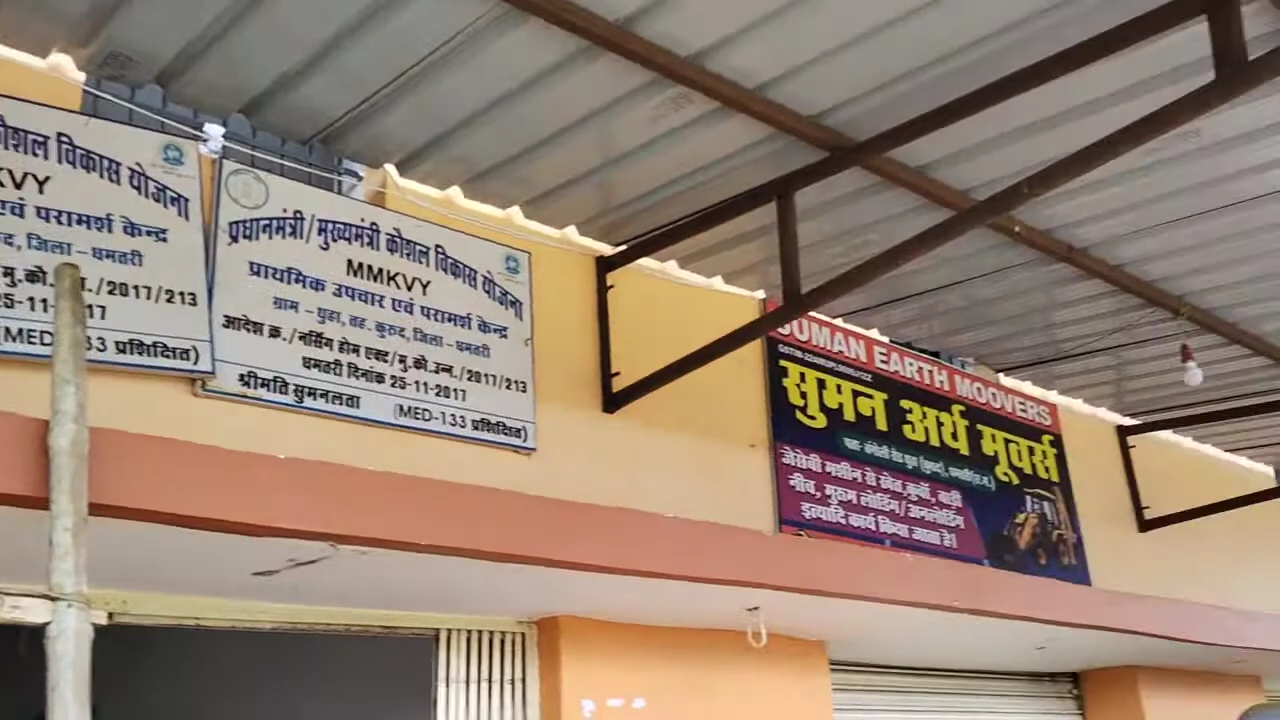 कौशल विकास योजना
KVY
एवं परामर्श केन्द्र
जिला - धमतरी
मु.को.उन्न./2017/213
25-11-2017
(MED-133 प्रशिक्षित)
प्रधानमंत्री/मुख्यमंत्री कौशल विकास योजना
MMKVY
प्राथमिक उपचार एवं परामर्श केन्द्र
ग्राम - युहा, तह. कुरुद, जिला - धमतरी
आदेश क्र./नर्सिंग होम एक्ट/मु.को.उन्न./2017/213
धमतरी दिनांक 25-11-2017
श्रीमति सुमनलता (MED-133 प्रशिक्षित)
SUMAN EARTH MOOVERS
सुमन अर्थ मूवर्स
जेसीबी मशीन से खेत, कुआँ, बाड़ी
नीव, मुरुम लोडिंग/अनलोडिंग
इत्यादि कार्य किया जाता है।